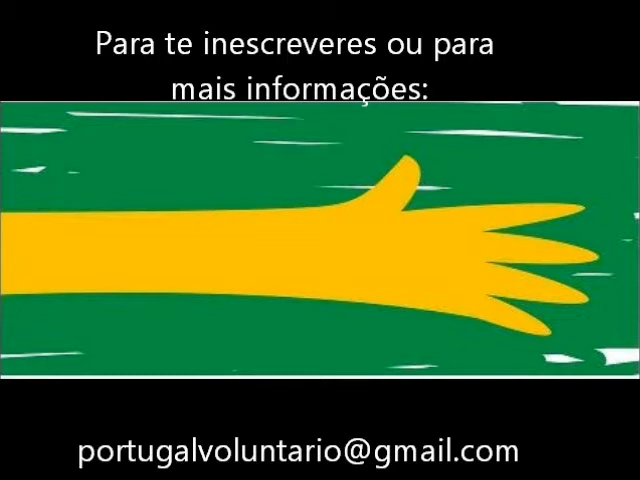 Para te inescreveres ou para
mais informações:
portugalvoluntario@gmail.com